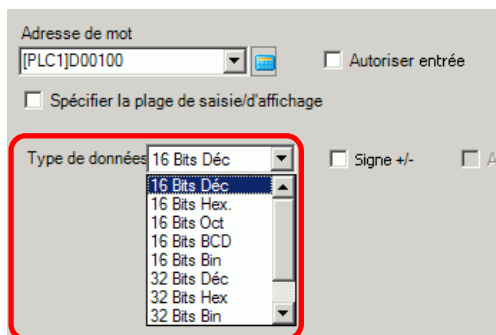 Adresse de mot
[PLC1]D00100
Autoriser entrée
Spécifier la plage de saisie/d'affichage
Type de données 16 Bits Déc
Signe +/-
A
16 Bits Déc
16 Bits Hex.
16 Bits Oct
16 Bits BCD
16 Bits Bin
32 Bits Déc
32 Bits Hex
32 Bits Bin